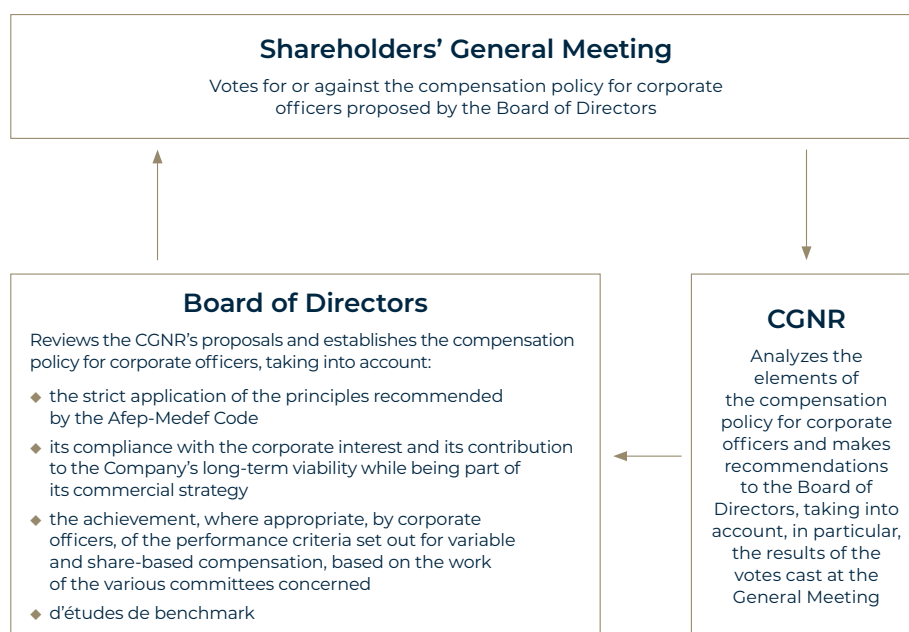 Shareholders’ General Meeting
Votes for or against the compensation policy for corporate
officers proposed by the Board of Directors
Board of Directors
Reviews the CGNR’s proposals and establishes the compensation
policy for corporate officers, taking into account:
◆ the strict application of the principles recommended
by the Afep-Medef Code
◆ its compliance with the corporate interest and its contribution
to the Company’s long-term viability while being part of
its commercial strategy
◆ the achievement, where appropriate, by corporate
officers, of the performance criteria set out for variable
and share-based compensation, based on the work
of the various committees concerned
◆ d’études de benchmark
CGNR
Analyzes the
elements of
the compensation
policy for corporate
officers and makes
recommendations
to the Board of
Directors, taking into
account, in particular,
the results of the
votes cast at the
General Meeting